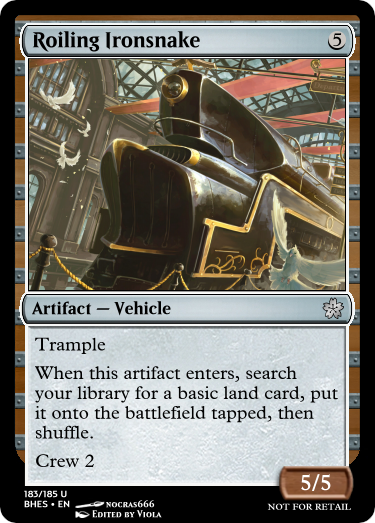 Roiling Ironsnake 5
Artifact — Vehicle
Trample
When this artifact enters, search
your library for a basic land card, put
it onto the battlefield tapped, then
shuffle.
Crew 2
5/5
183/185 U
BHES • EN nocras666
Edited by Viola
NOT FOR RETAIL